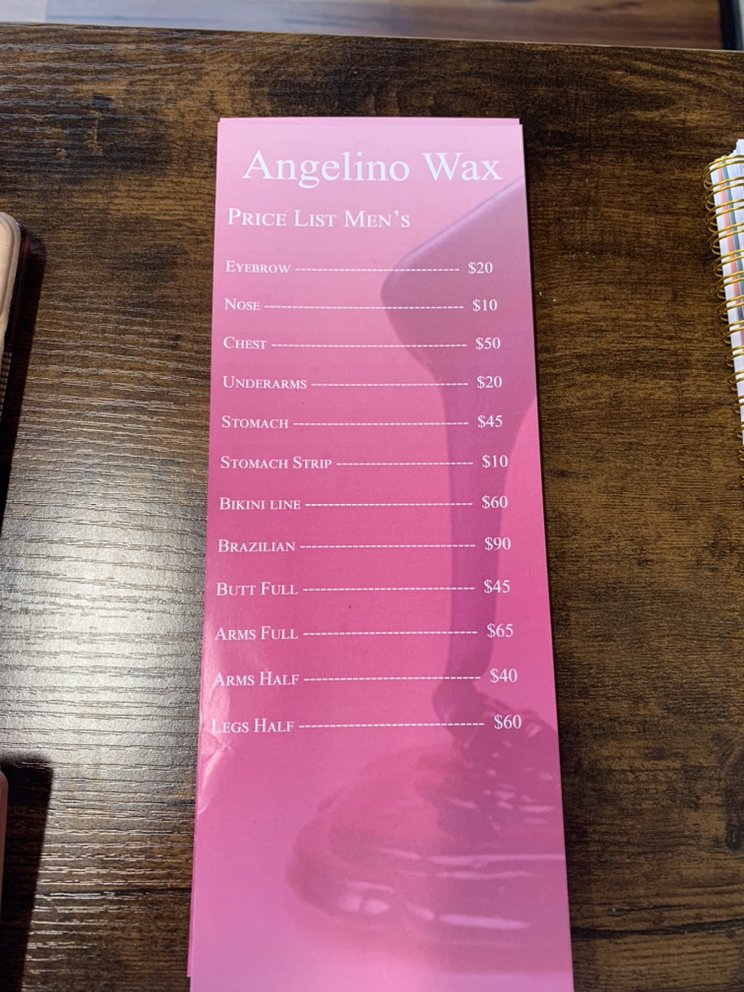 Angelino Wax
Price List Men's
Eyebrow ---------------------------- $20
Nose ---------------------------------- $10
Chest --------------------------------- $50
Underarms --------------------------- $20
Stomach ------------------------------ $45
Stomach Strip ----------------------- $10
Bikini line ---------------------------- $60
Brazilian ----------------------------- $90
Butt Full ----------------------------- $45
Arms Full ----------------------------- $65
Arms Half ----------------------------- $40
Legs Half ------------------------------ $60